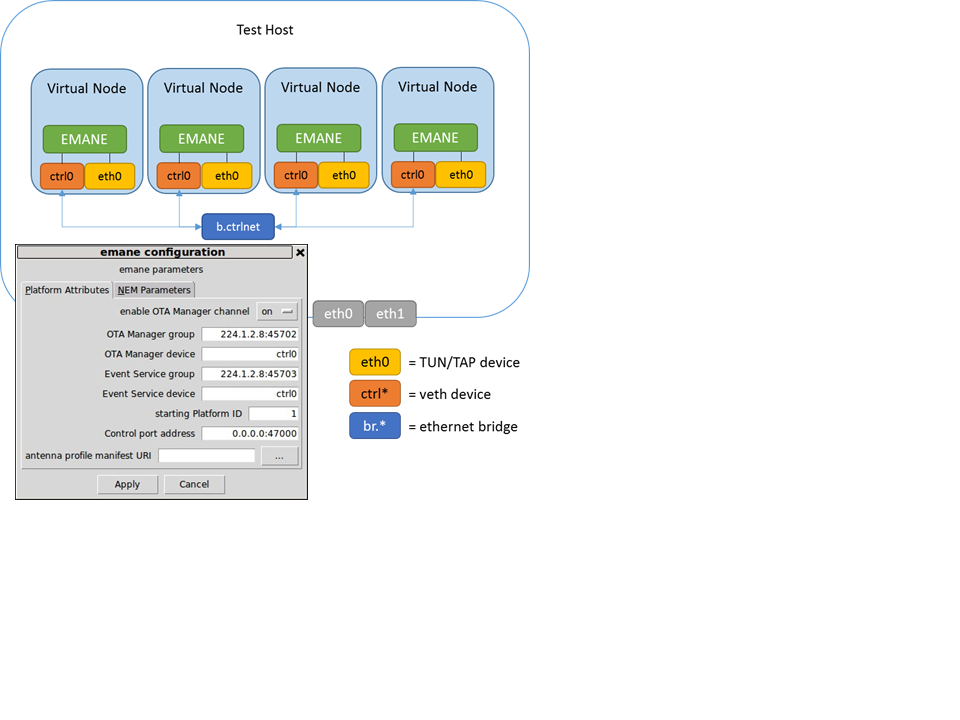 Test Host
Virtual Node Virtual Node Virtual Node Virtual Node
EMANE EMANE EMANE EMANE
ctrl0 eth0 ctrl0 eth0 ctrl0 eth0 ctrl0 eth0
b.ctrlnet
emane configuration
emane parameters
Platform Attributes NEM Parameters
enable OTA Manager channel on
OTA Manager group 224.1.2.8:45702
OTA Manager device ctrl0
Event Service group 224.1.2.8:45703
Event Service device ctrl0
starting Platform ID 1
Control port address 0.0.0.0:47000
antenna profile manifest URI ...
Apply Cancel
eth0 eth1
eth0 = TUN/TAP device
ctrl* = veth device
br.* = ethernet bridge